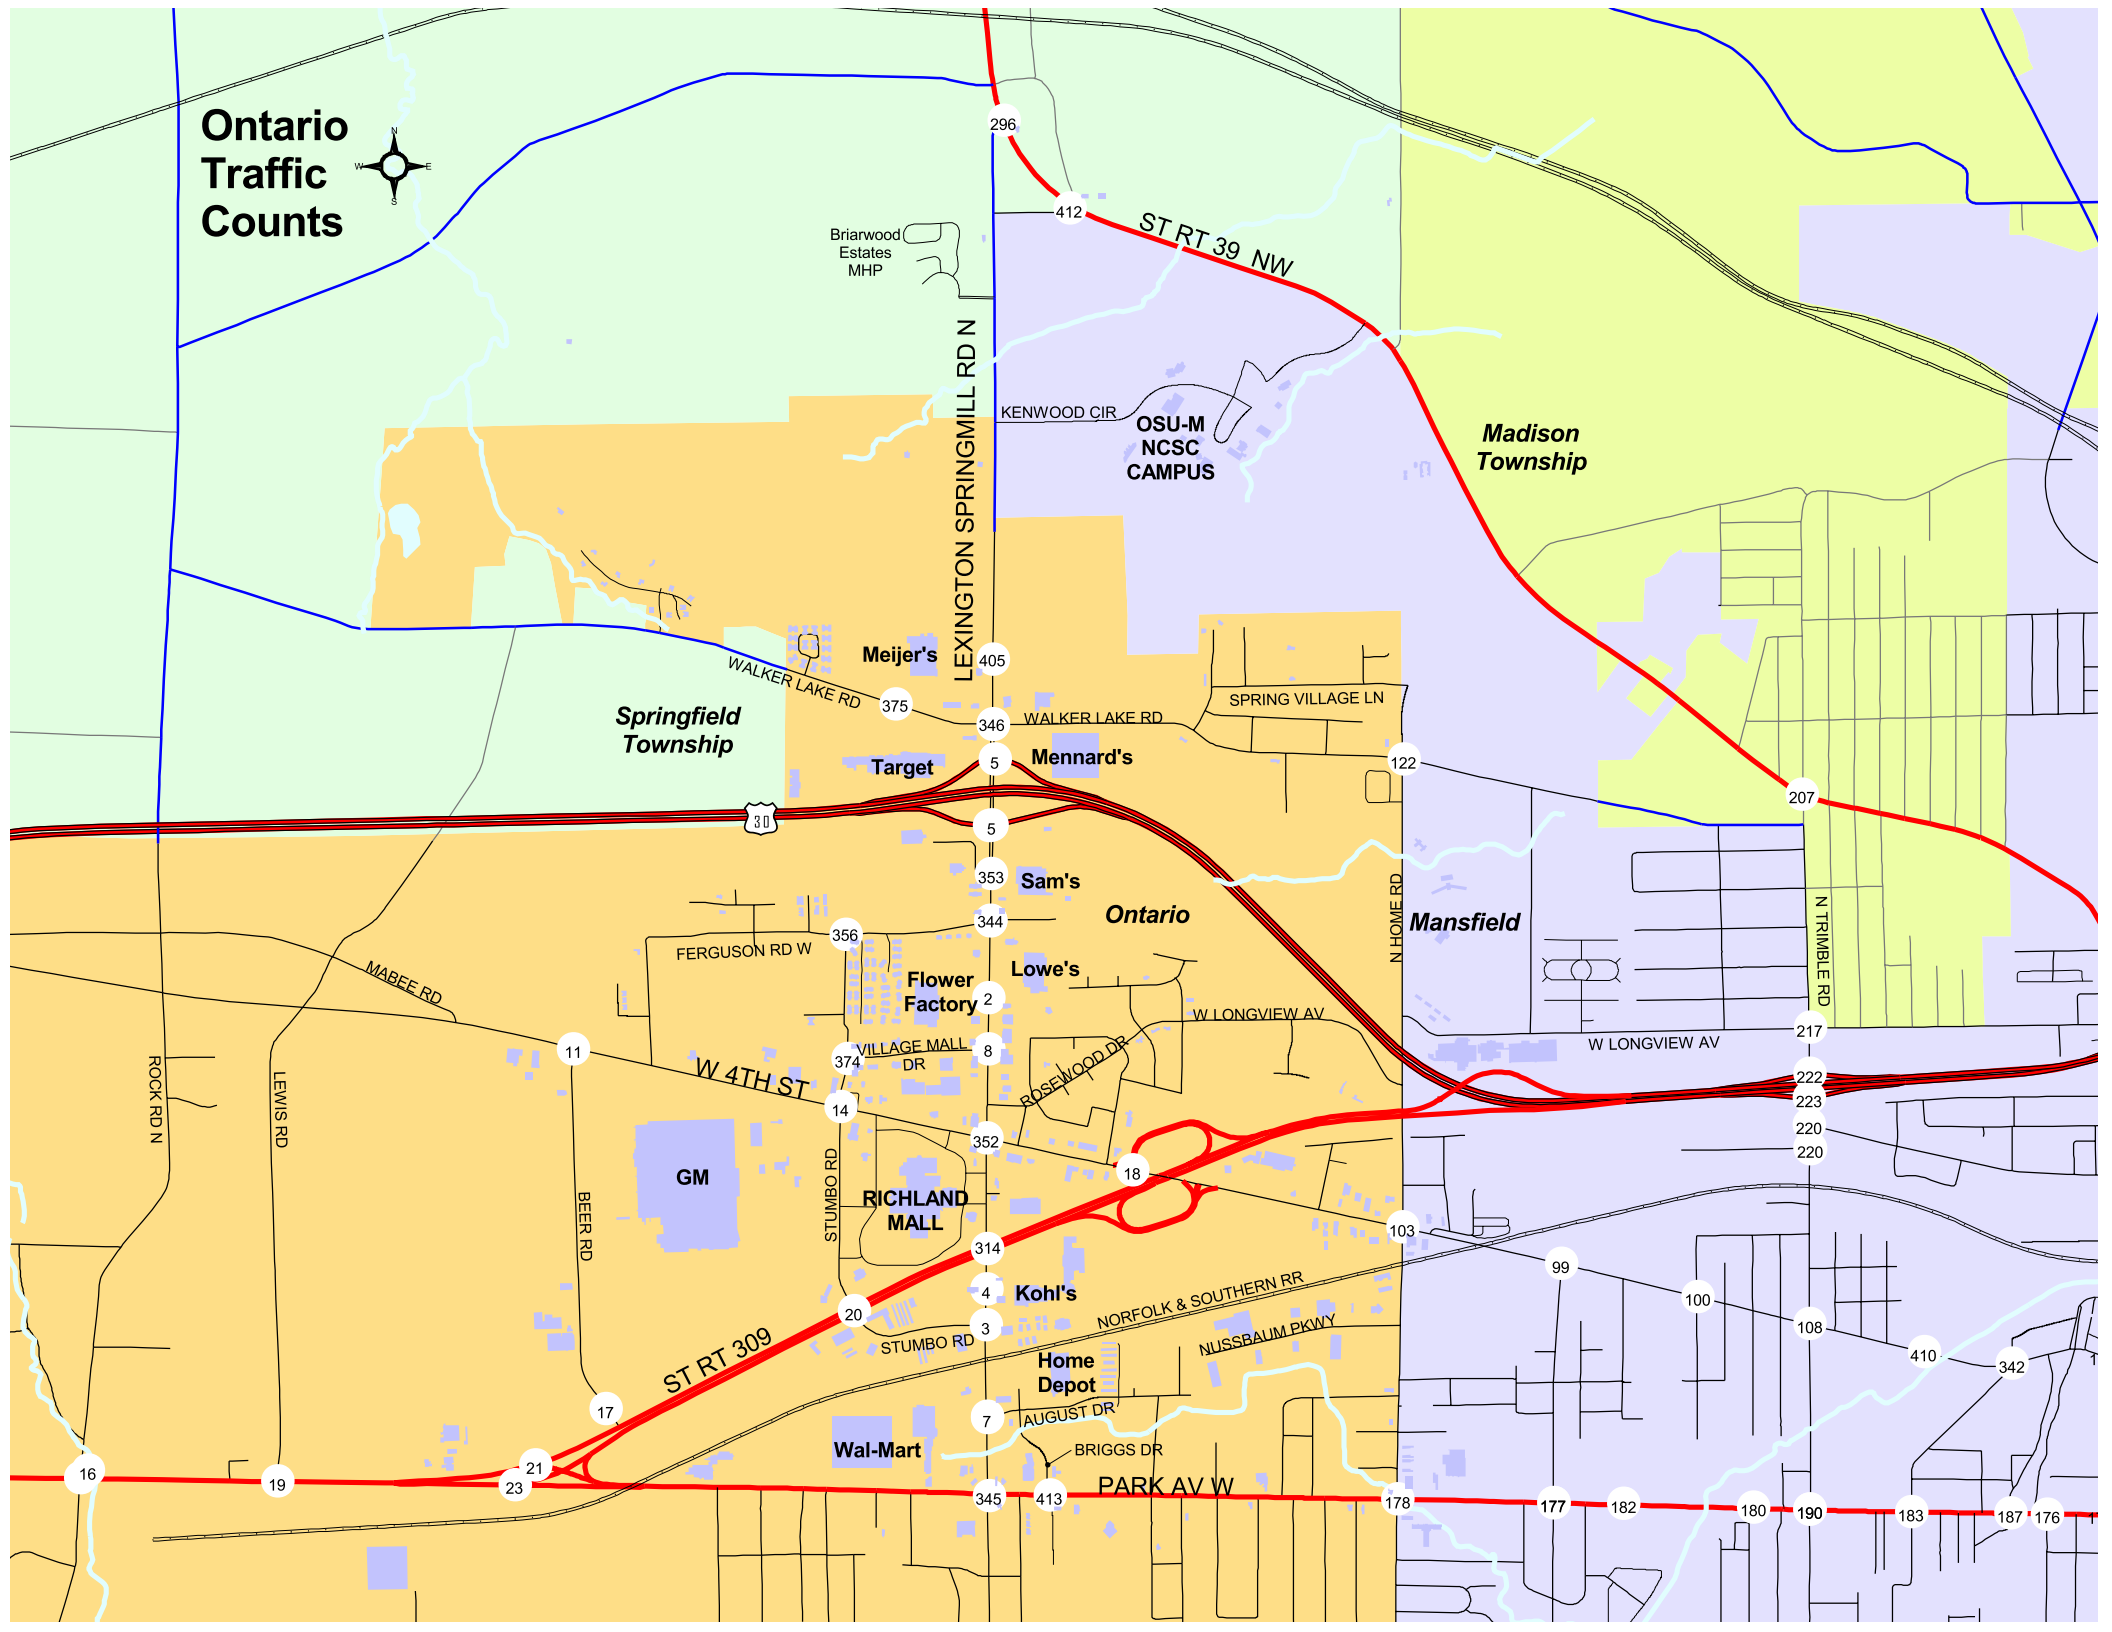 Ontario
Traffic
Counts
N
W
E
S
296
412
ST RT 39 NW
Briarwood
Estates
MHP
LEXINGTON SPRINGMILL RD N
KENWOOD CIR
OSU-M
NCSC
CAMPUS
Madison
Township
Meijer's
405
WALKER LAKE RD
375
SPRING VILLAGE LN
Springfield
Township
346
WALKER LAKE RD
Target
5
Mennard's
122
207
30
5
353
Sam's
N HOME RD
344
Ontario
Mansfield
N TRIMBLE RD
356
FERGUSON RD W
MABEE RD
Flower
Factory
Lowe's
2
W LONGVIEW AV
217
W LONGVIEW AV
11
374
VILLAGE MALL
DR
8
ROSEWOOD DR
W 4TH ST
222
223
14
ROCK RD N
LEWIS RD
220
352
220
18
GM
STUMBO RD
RICHLAND
MALL
BEER RD
103
314
99
4
Kohl's
NORFOLK & SOUTHERN RR
100
20
3
STUMBO RD
NUSSBAUM PKWY
108
ST RT 309
410
342
1
Home
Depot
17
7
AUGUST DR
Wal-Mart
BRIGGS DR
16
19
21
23
PARK AV W
345
413
178
177
182
180
190
183
187
176
1